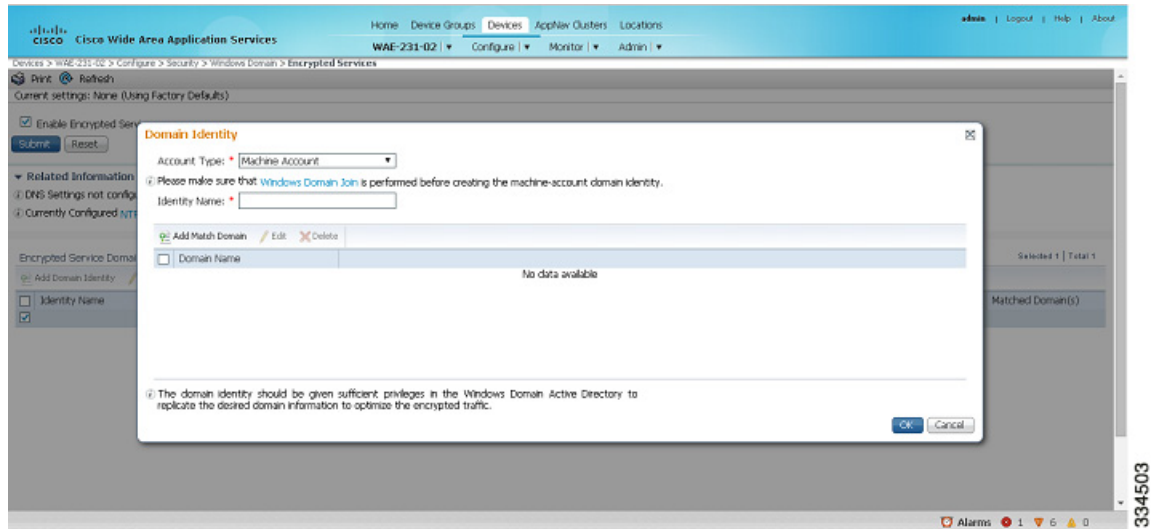 Home Device Groups Devices AppNav Clusters Locations
admin | Logout | Help | About
CISCO Cisco Wide Area Application Services
WAE-231-02 | Configure | Monitor | Admin |
Devices > WAE-231-02 > Configure > Security > Windows Domain > Encrypted Services
Print Refresh
Current settings: None (Using Factory Defaults)
Enable Encrypted Serv
Submit Reset
Related Information
DNS Settings not configu
Currently Configured NTP
Encrypted Service Domai
Selected 1 | Total 1
Add Domain Identity
Identity Name
Matched Domain(s)
Domain Identity
Account Type: * Machine Account
Please make sure that Windows Domain Join is performed before creating the machine-account domain identity.
Identity Name: *
Add Match Domain Edit Delete
Domain Name
No data available
The domain identity should be given sufficient privileges in the Windows Domain Active Directory to
replicate the desired domain information to optimize the encrypted traffic.
OK Cancel
Alarms 1 6 0
334503